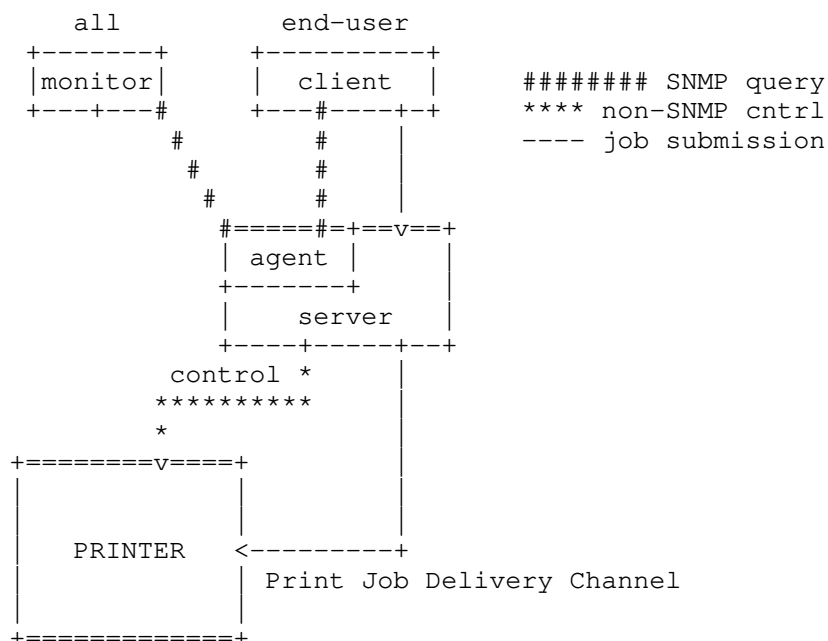 all end-user
monitor client ######## SNMP query
**** non-SNMP cntrl
---- job submission
agent
server
control
PRINTER
Print Job Delivery Channel